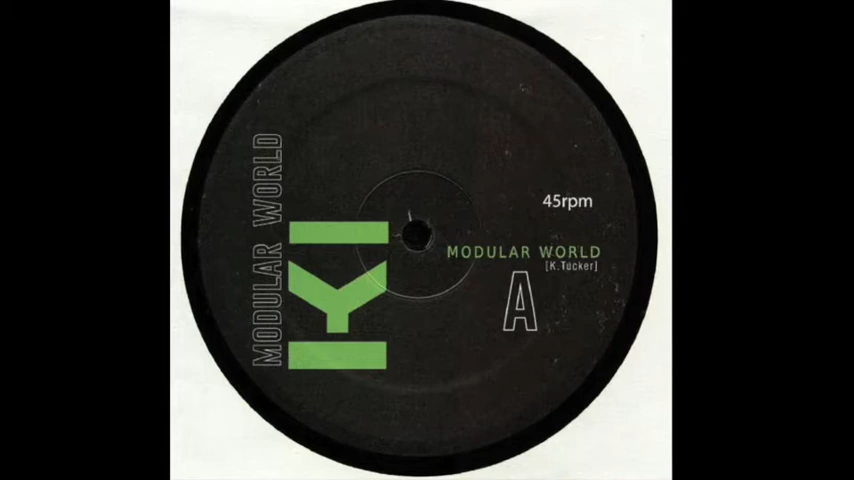 MODULAR WORLD
KI
45rpm
MODULAR WORLD
[K.Tucker]
A